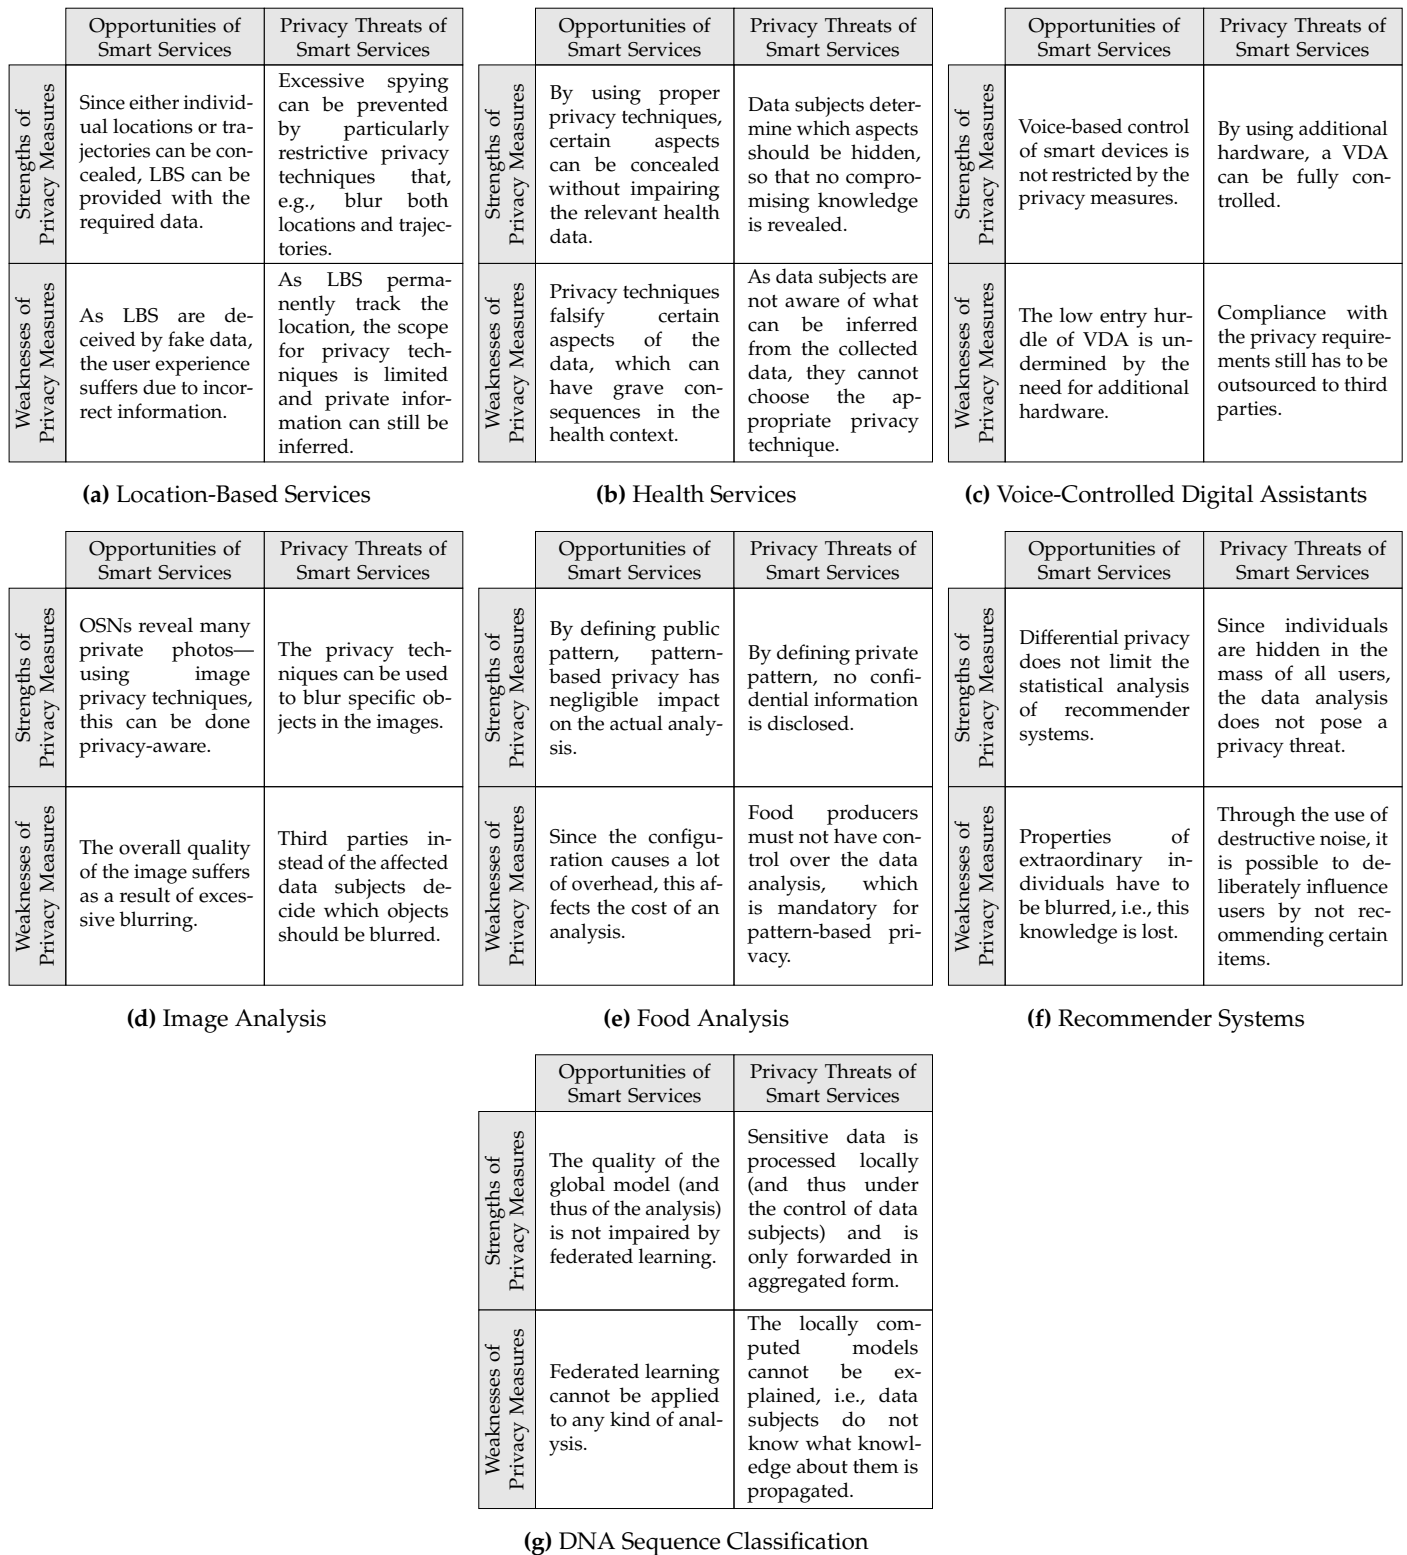 Opportunities of
Smart Services
Privacy Threats of
Smart Services
Strengths of
Privacy Measures
Since either individ-
ual locations or tra-
jectories can be con-
cealed, LBS can be
provided with the
required data.
Excessive spying
can be prevented
by particularly
restrictive privacy
techniques that,
e.g., blur both
locations and trajec-
tories.
Weaknesses of
Privacy Measures
As LBS are de-
ceived by fake data,
the user experience
suffers due to incor-
rect information.
As LBS perma-
nently track the
location, the scope
for privacy tech-
niques is limited
and private infor-
mation can still be
inferred.
(a) Location-Based Services
Opportunities of
Smart Services
Privacy Threats of
Smart Services
Strengths of
Privacy Measures
By using proper
privacy techniques,
certain aspects
can be concealed
without impairing
the relevant health
data.
Data subjects deter-
mine which aspects
should be hidden,
so that no compro-
mising knowledge
is revealed.
Weaknesses of
Privacy Measures
Privacy techniques
falsify certain
aspects of the
data, which can
have grave con-
sequences in the
health context.
As data subjects are
not aware of what
can be inferred
from the collected
data, they cannot
choose the ap-
propriate privacy
technique.
(b) Health Services
Opportunities of
Smart Services
Privacy Threats of
Smart Services
Strengths of
Privacy Measures
Voice-based control
of smart devices is
not restricted by the
privacy measures.
By using additional
hardware, a VDA
can be fully con-
trolled.
Weaknesses of
Privacy Measures
The low entry hur-
dle of VDA is un-
dermined by the
need for additional
hardware.
Compliance with
the privacy require-
ments still has to be
outsourced to third
parties.
(c) Voice-Controlled Digital Assistants
Opportunities of
Smart Services
Privacy Threats of
Smart Services
Strengths of
Privacy Measures
OSNs reveal many
private photos—
using image
privacy techniques,
this can be done
privacy-aware.
The privacy tech-
niques can be used
to blur specific ob-
jects in the images.
Weaknesses of
Privacy Measures
The overall quality
of the image suffers
as a result of exces-
sive blurring.
Third parties in-
stead of the affected
data subjects de-
cide which objects
should be blurred.
(d) Image Analysis
Opportunities of
Smart Services
Privacy Threats of
Smart Services
Strengths of
Privacy Measures
By defining public
pattern, pattern-
based privacy has
negligible impact
on the actual analy-
sis.
By defining private
pattern, no confi-
dential information
is disclosed.
Weaknesses of
Privacy Measures
Since the configu-
ration causes a lot
of overhead, this af-
fects the cost of an
analysis.
Food producers
must not have con-
trol over the data
analysis, which
is mandatory for
pattern-based pri-
vacy.
(e) Food Analysis
Opportunities of
Smart Services
Privacy Threats of
Smart Services
Strengths of
Privacy Measures
Differential privacy
does not limit the
statistical analysis
of recommender
systems.
Since individuals
are hidden in the
mass of all users,
the data analysis
does not pose a
privacy threat.
Weaknesses of
Privacy Measures
Properties of
extraordinary in-
dividuals have to
be blurred, i.e., this
knowledge is lost.
Through the use of
destructive noise, it
is possible to de-
liberately influence
users by not rec-
ommending certain
items.
(f) Recommender Systems
Opportunities of
Smart Services
Privacy Threats of
Smart Services
Strengths of
Privacy Measures
The quality of the
global model (and
thus of the analysis)
is not impaired by
federated learning.
Sensitive data is
processed locally
(and thus under
the control of data
subjects) and is
only forwarded in
aggregated form.
Weaknesses of
Privacy Measures
Federated learning
cannot be applied
to any kind of anal-
ysis.
The locally com-
puted models
cannot be ex-
plained, i.e., data
subjects do not
know what knowl-
edge about them is
propagated.
(g) DNA Sequence Classification